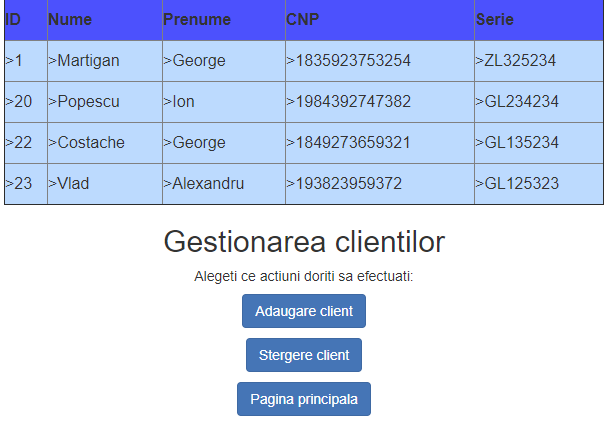 ID Nume Prenume CNP Serie
>1 >Martigan >George >1835923753254 >ZL325234
>20 >Popescu >Ion >1984392747382 >GL234234
>22 >Costache >George >1849273659321 >GL135234
>23 >Vlad >Alexandru >193823959372 >GL125323
Gestionarea clientilor
Alegeti ce actiuni doriti sa efectuati:
Adaugare client
Stergere client
Pagina principala